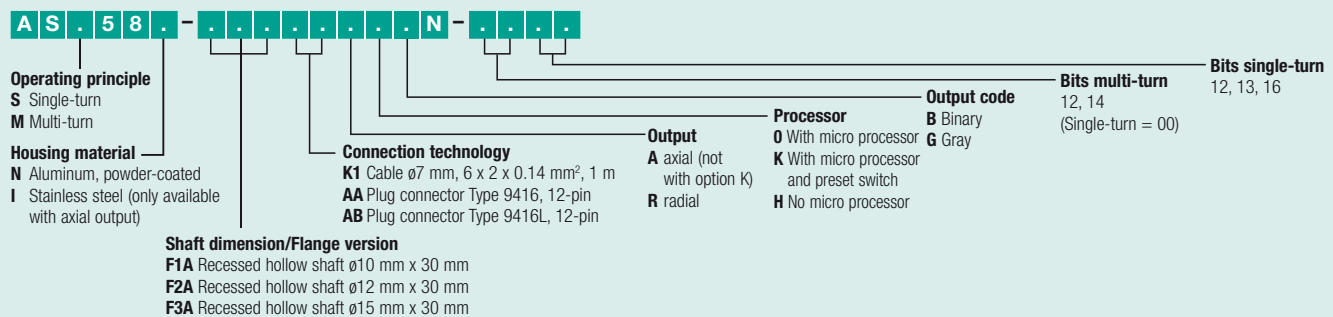 AS.58.-.......N-....
Operating principle
S Single-turn
M Multi-turn
Housing material
N Aluminum, powder-coated
I Stainless steel (only available
with axial output)
Shaft dimension/Flange version
F1A Recessed hollow shaft ø10 mm x 30 mm
F2A Recessed hollow shaft ø12 mm x 30 mm
F3A Recessed hollow shaft ø15 mm x 30 mm
Connection technology
K1 Cable ø7 mm, 6 x 2 x 0.14 mm², 1 m
AA Plug connector Type 9416, 12-pin
AB Plug connector Type 9416L, 12-pin
Output
A axial (not
with option K)
R radial
Processor
0 With micro processor
K With micro processor
and preset switch
H No micro processor
Output code
B Binary
G Gray
Bits multi-turn
12, 14
(Single-turn = 00)
Bits single-turn
12, 13, 16